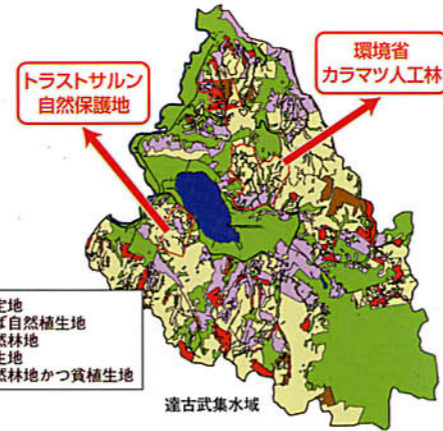 トラストサルン
自然保護地
環境省
カラマツ人工林
定地
ば自然植生地
然林地
生地
然林地かつ貧植生地
達古武集水域